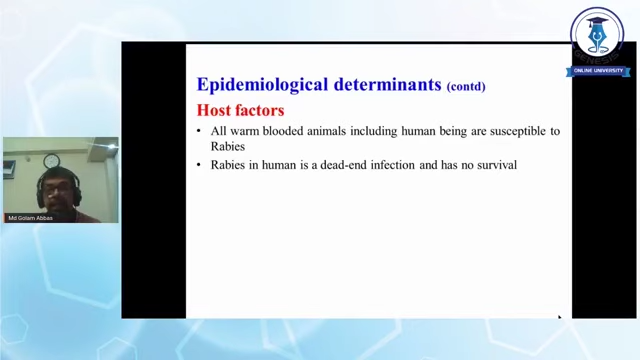 GENESIS
ONLINE UNIVERSITY
Epidemiological determinants (contd)
Host factors
• All warm blooded animals including human being are susceptible to
Rabies
• Rabies in human is a dead-end infection and has no survival
Md Golam Abbas